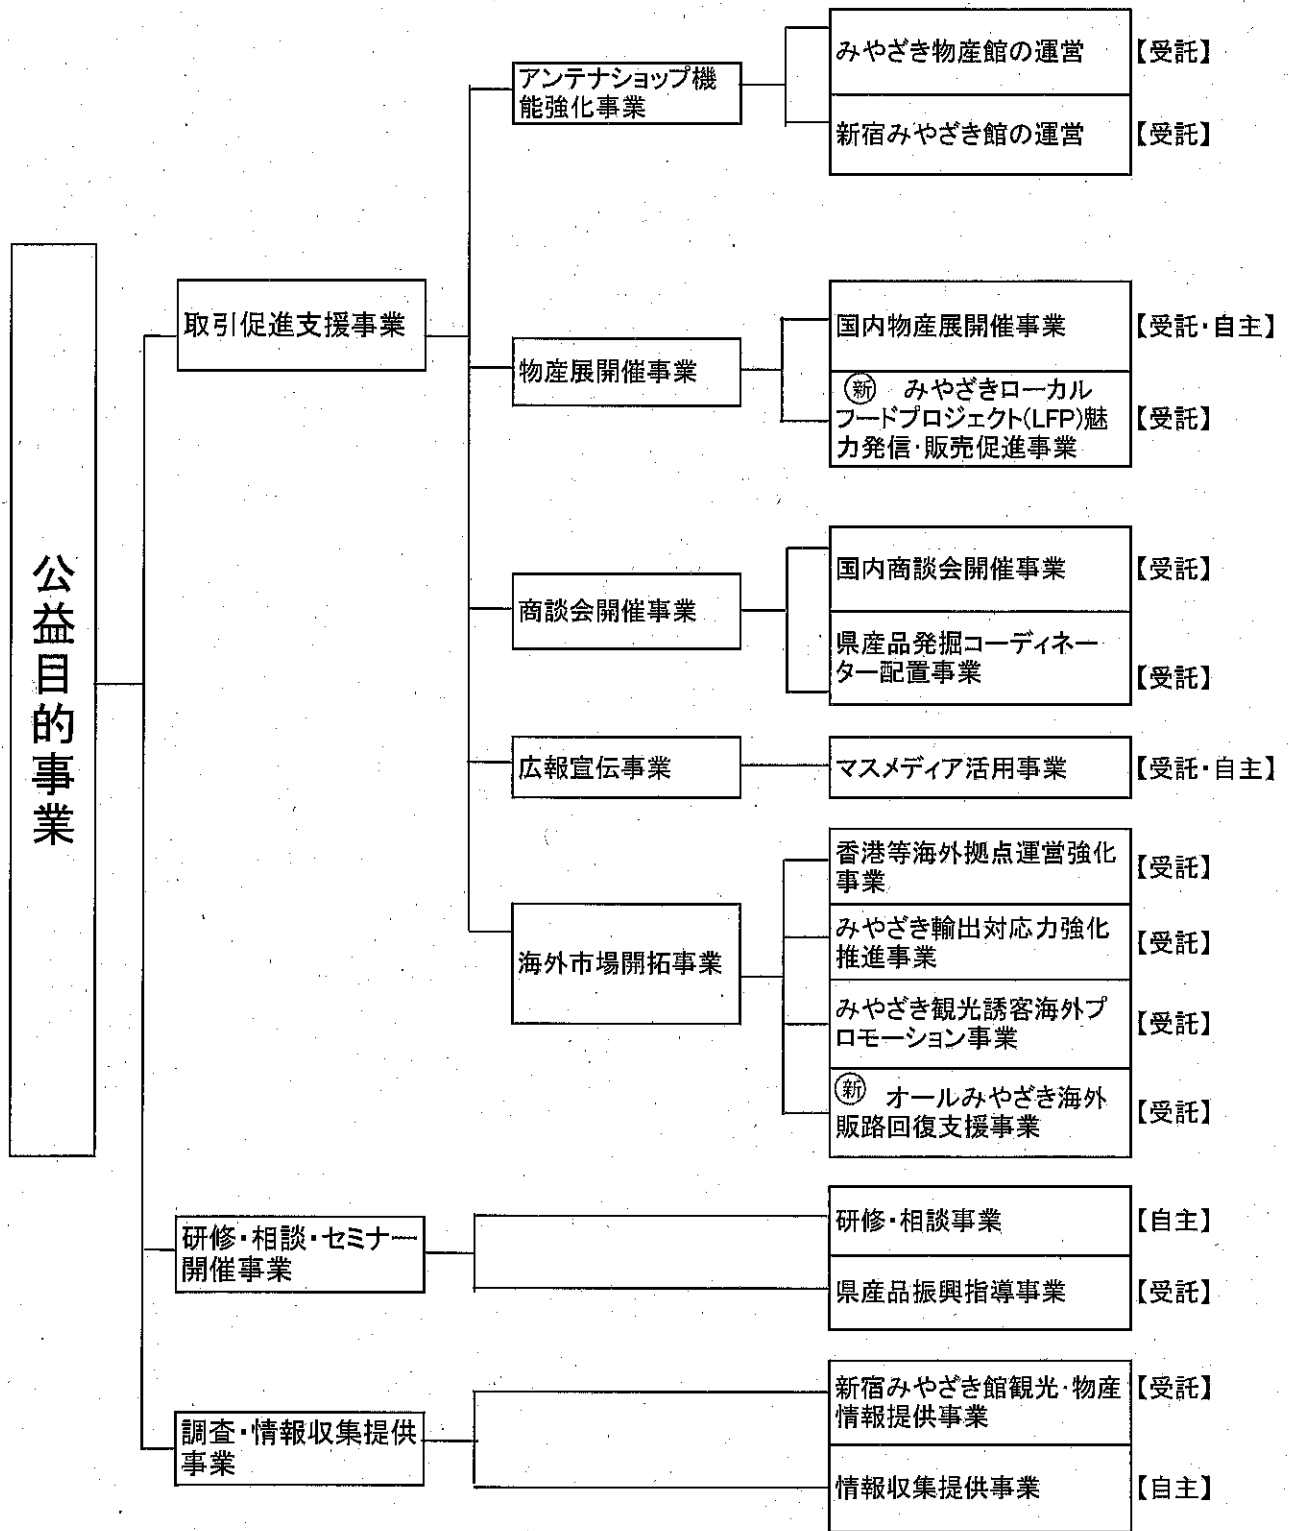 公益目的事業
取引促進支援事業
アンテナショップ機
能強化事業
みやざき物産館の運営
【受託】
新宿みやざき館の運営
【受託】
物産展開催事業
国内物産展開催事業
【受託・自主】
新 みやざきローカル
フードプロジェクト(LFP)魅
力発信・販売促進事業
【受託】
商談会開催事業
国内商談会開催事業
【受託】
県産品発掘コーディネー
ター配置事業
【受託】
広報宣伝事業
マスメディア活用事業
【受託・自主】
海外市場開拓事業
香港等海外拠点運営強化
事業
【受託】
みやざき輸出対応力強化
推進事業
【受託】
みやざき観光誘客海外プ
ロモーション事業
【受託】
新 オールみやざき海外
販路回復支援事業
【受託】
研修・相談・セミナー
開催事業
研修・相談事業
【自主】
県産品振興指導事業
【受託】
調査・情報収集提供
事業
新宿みやざき館観光・物産
情報提供事業
【受託】
情報収集提供事業
【自主】